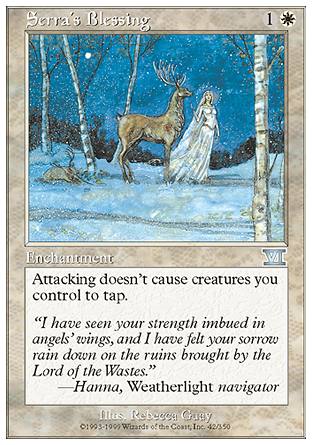 Serra's Blessing 1
Enchantment VI
Attacking doesn't cause creatures you
control to tap.
“I have seen your strength imbued in
angels' wings, and I have felt your sorrow
rain down on the ruins brought by the
Lord of the Wastes.”
—Hanna, Weatherlight navigator
Illus. Rebecca Guay
©1993-1999 Wizards of the Coast, Inc. 42/350